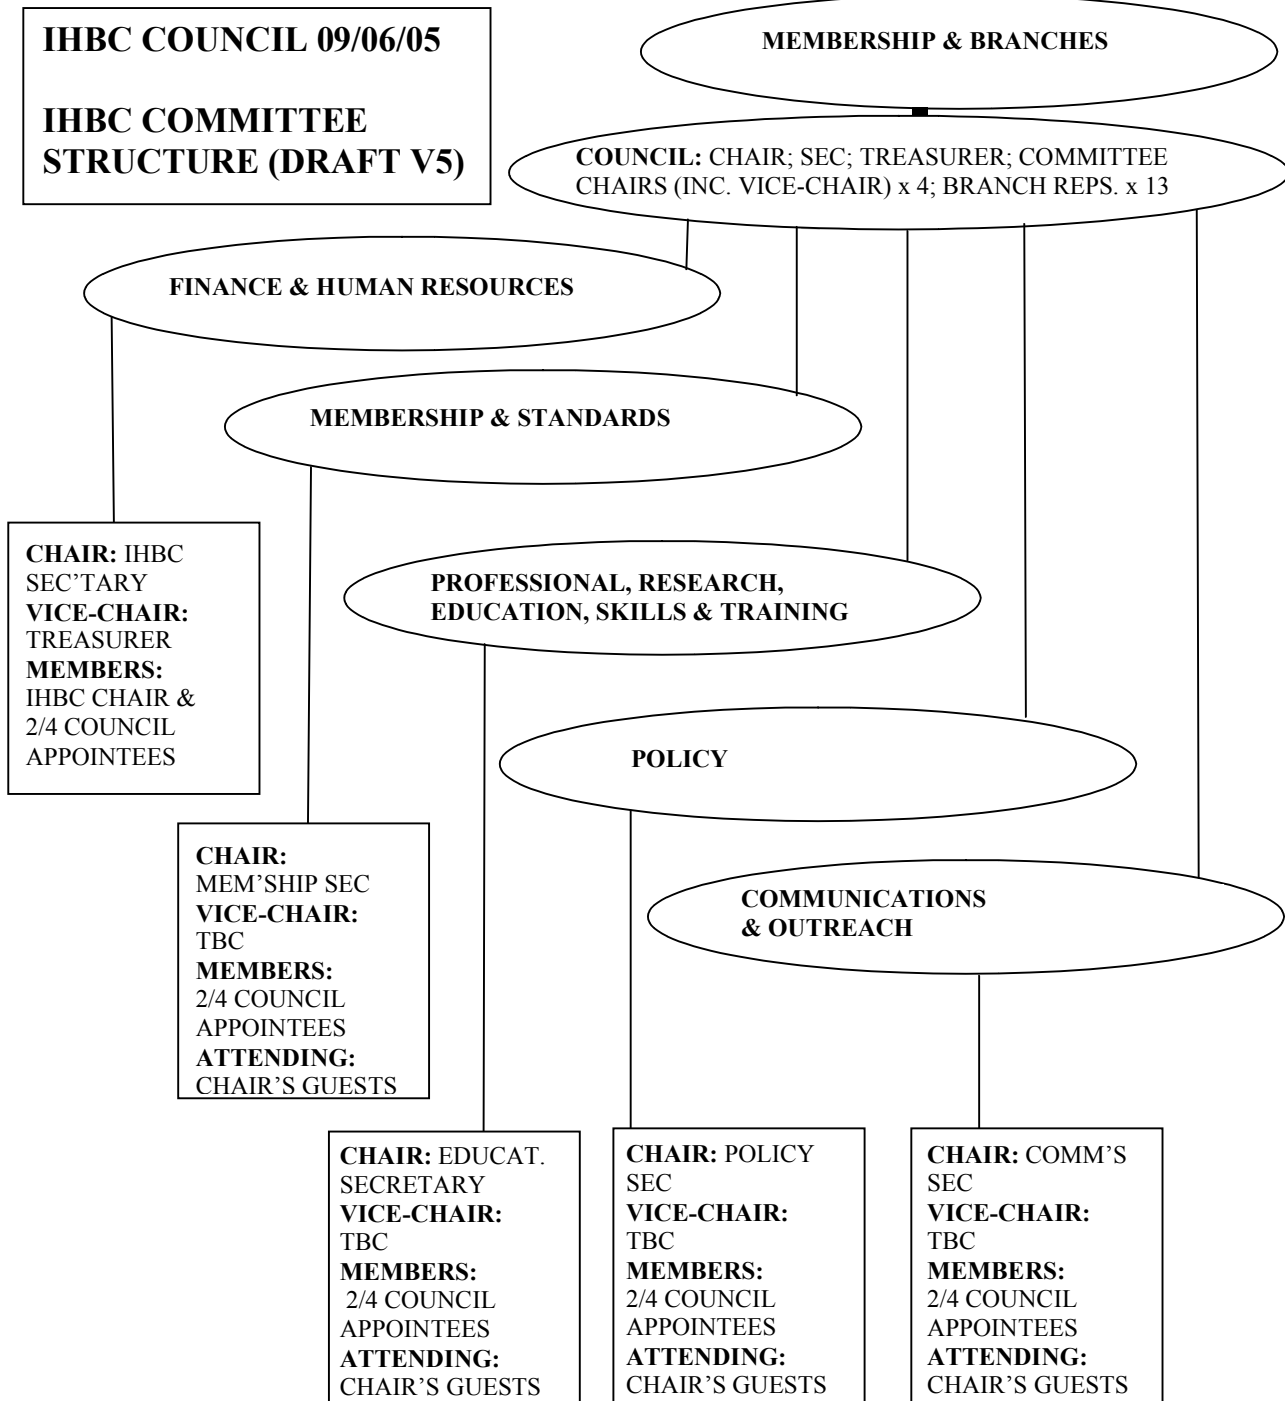 IHBC COUNCIL 09/06/05
IHBC COMMITTEE
STRUCTURE (DRAFT V5)
MEMBERSHIP & BRANCHES
COUNCIL: CHAIR; SEC; TREASURER; COMMITTEE
CHAIRS (INC. VICE-CHAIR) x 4; BRANCH REPS. x 13
FINANCE & HUMAN RESOURCES
MEMBERSHIP & STANDARDS
PROFESSIONAL, RESEARCH,
EDUCATION, SKILLS & TRAINING
POLICY
COMMUNICATIONS
& OUTREACH
CHAIR: IHBC
SEC’TARY
VICE-CHAIR:
TREASURER
MEMBERS:
IHBC CHAIR &
2/4 COUNCIL
APPOINTEES
CHAIR:
MEM’SHIP SEC
VICE-CHAIR:
TBC
MEMBERS:
2/4 COUNCIL
APPOINTEES
ATTENDING:
CHAIR’S GUESTS
CHAIR: EDUCAT.
SECRETARY
VICE-CHAIR:
TBC
MEMBERS:
2/4 COUNCIL
APPOINTEES
ATTENDING:
CHAIR’S GUESTS
CHAIR: POLICY
SEC
VICE-CHAIR:
TBC
MEMBERS:
2/4 COUNCIL
APPOINTEES
ATTENDING:
CHAIR’S GUESTS
CHAIR: COMM’S
SEC
VICE-CHAIR:
TBC
MEMBERS:
2/4 COUNCIL
APPOINTEES
ATTENDING:
CHAIR’S GUESTS